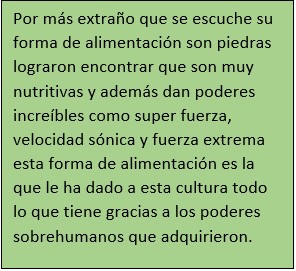 Por más extraño que se escuche su
forma de alimentación son piedras
lograron encontrar que son muy
nutritivas y además dan poderes
increíbles como super fuerza,
velocidad sónica y fuerza extrema
esta forma de alimentación es la
que le ha dado a esta cultura todo
lo que tiene gracias a los poderes
sobrehumanos que adquirieron.